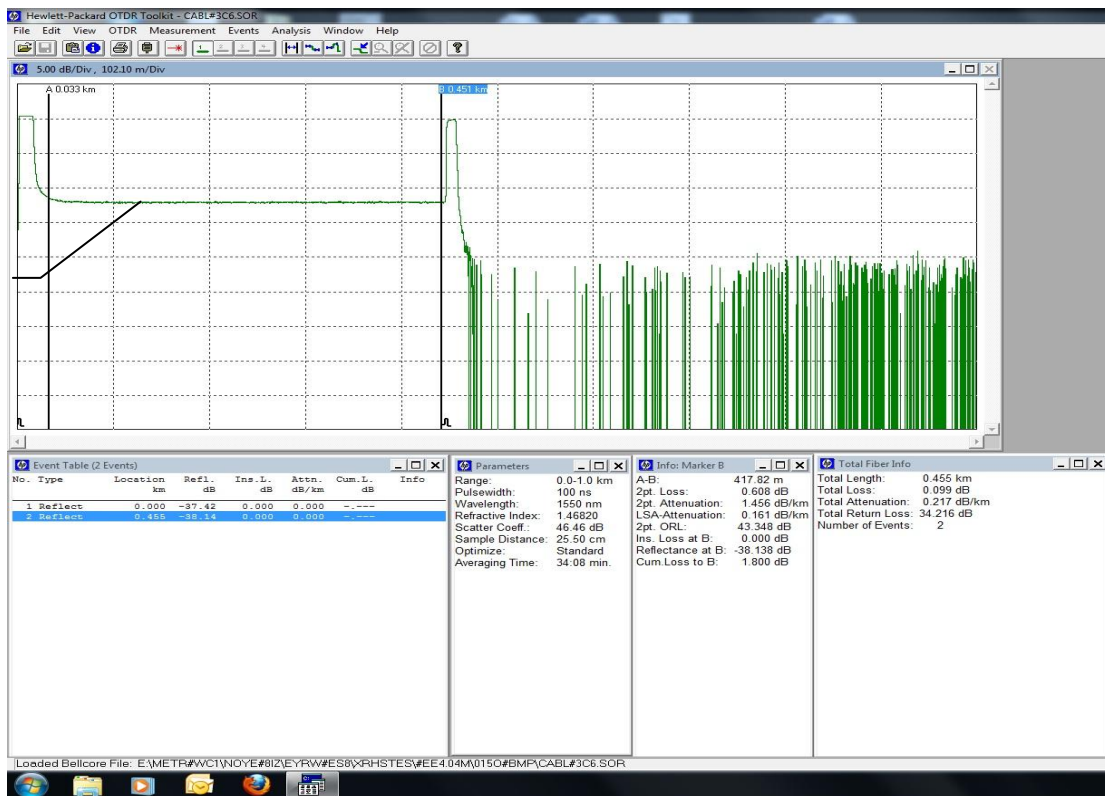 Hewlett-Packard OTDR Toolkit - CABL#3C6.SOR
File Edit View OTDR Measurement Events Analysis Window Help
5.00 dB/Div, 102.10 m/Div
A 0.033 km
B 0.451 km
Event Table (2 Events)
No. Type Location Refl. Ins.L. Attn. Cum.L. Info
km dB dB dB/km dB
1 Reflect 0.000 -37.42 0.000 0.000 -.---
2 Reflect 0.455 -38.14 0.000 0.000 -.---
Parameters
Range: 0.0-1.0 km
Pulsewidth: 100 ns
Wavelength: 1550 nm
Refractive Index: 1.46820
Scatter Coeff.: 46.46 dB
Sample Distance: 25.50 cm
Optimize: Standard
Averaging Time: 34:08 min.
Info: Marker B
A-B: 417.82 m
2pt. Loss: 0.608 dB
2pt. Attenuation: 1.456 dB/km
LSA-Attenuation: 0.161 dB/km
2pt. ORL: 43.348 dB
Ins. Loss at B: 0.000 dB
Reflectance at B: -38.138 dB
Cum.Loss to B: 1.800 dB
Total Fiber Info
Total Length: 0.455 km
Total Loss: 0.099 dB
Total Attenuation: 0.217 dB/km
Total Return Loss: 34.216 dB
Number of Events: 2
Loaded Bellcore File: E:\METR#WC1\NOYE#8IZ\EYRW#ES8\XRHSTES\#EE4.04M\015O#BMP\CABL#3C6.SOR